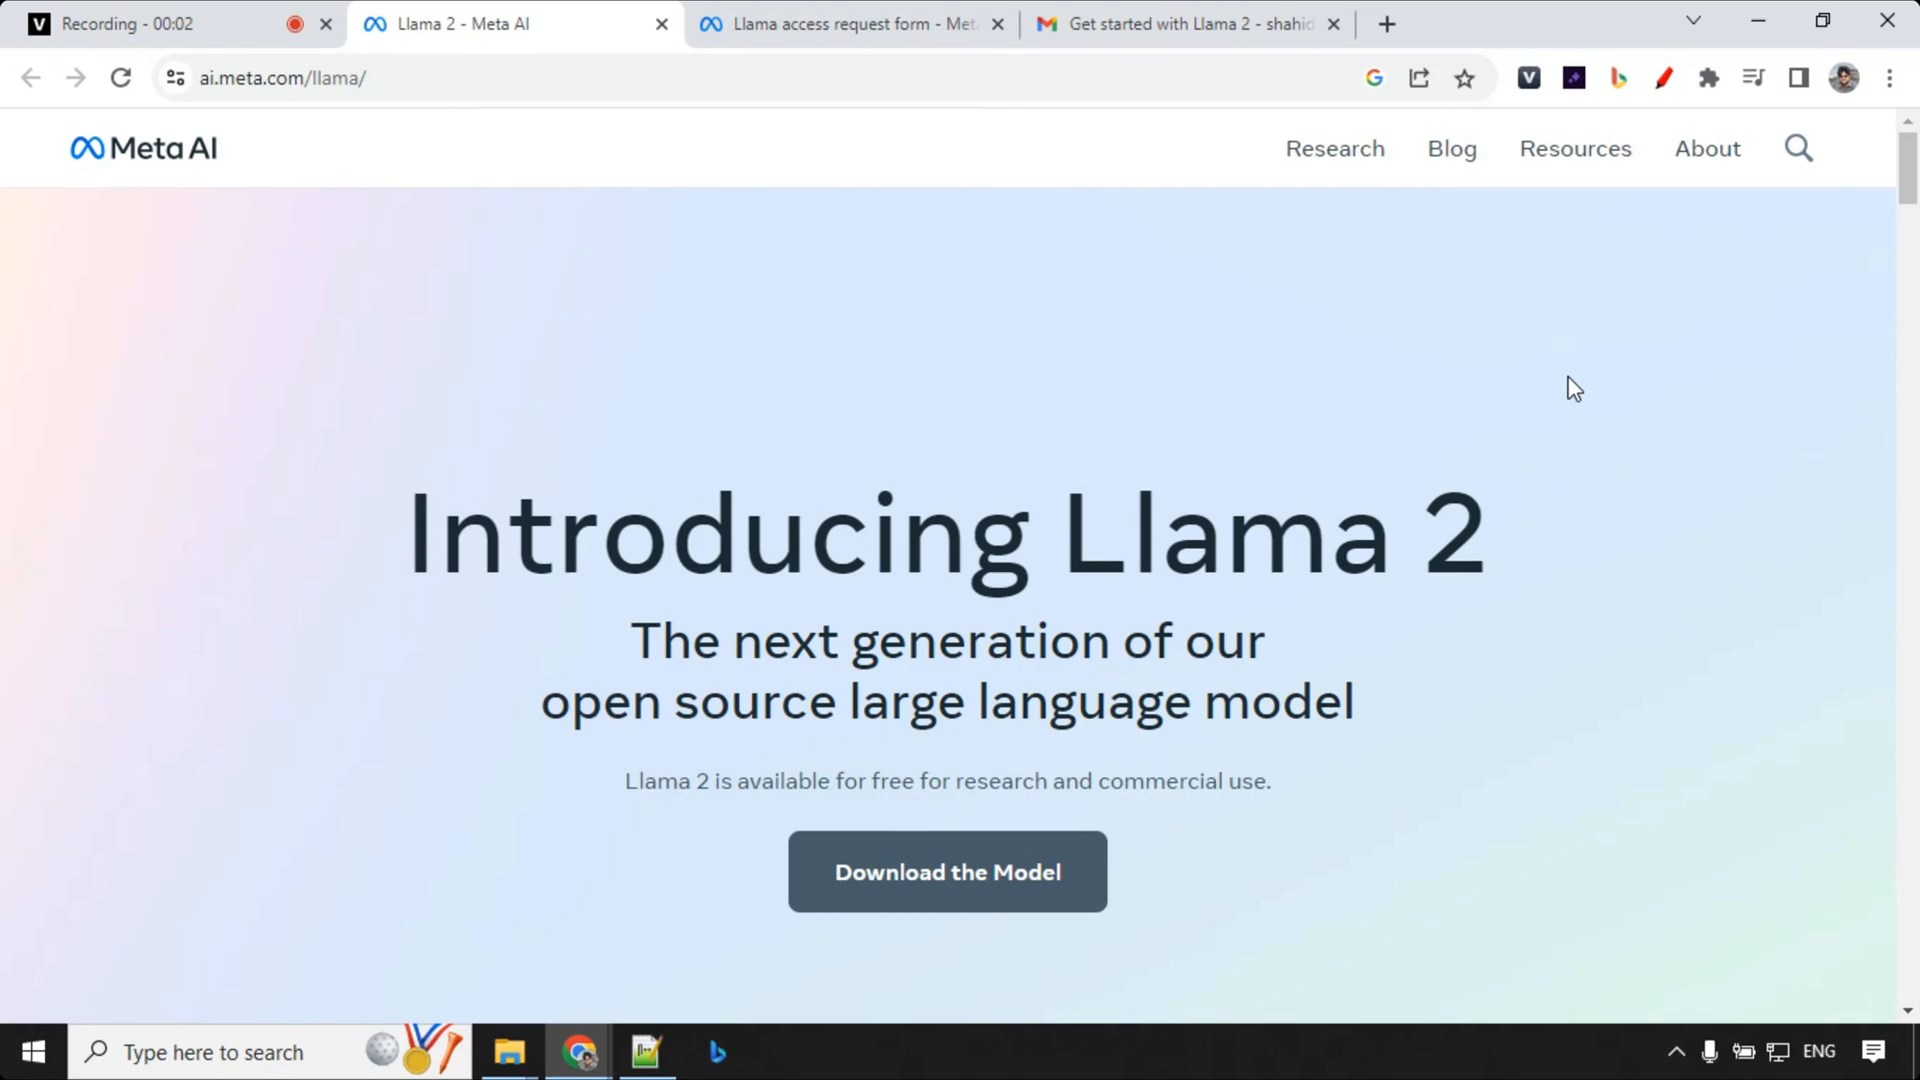 V Recording - 00:02
Llama 2 - Meta AI
Llama access request form - Meta
Get started with Llama 2 - shahid
ai.meta.com/llama/
Meta AI
Research
Blog
Resources
About
Introducing Llama 2
The next generation of our
open source large language model
Llama 2 is available for free for research and commercial use.
Download the Model
Type here to search
ENG